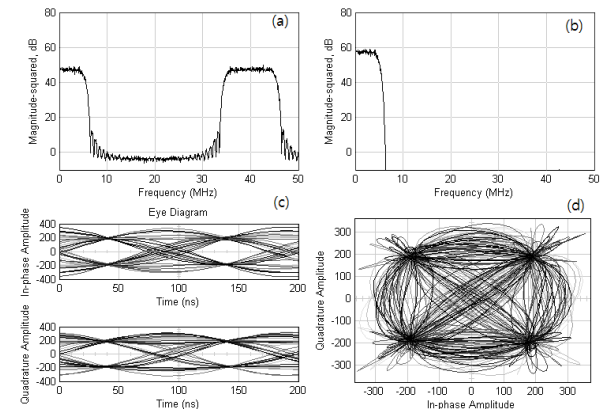 (a)
80
60
40
20
0
Magnitude-squared, dB
0 10 20 30 40 50
Frequency (MHz)
(b)
80
60
40
20
0
Magnitude-squared, dB
0 10 20 30 40 50
Frequency (MHz)
(c)
Eye Diagram
400
200
0
-200
-400
In-phase Amplitude
0 50 100 150 200
Time (ns)
400
200
0
-200
-400
Quadrature Amplitude
0 50 100 150 200
Time (ns)
(d)
300
200
100
0
-100
-200
-300
Quadrature Amplitude
-300 -200 -100 0 100 200 300
In-phase Amplitude